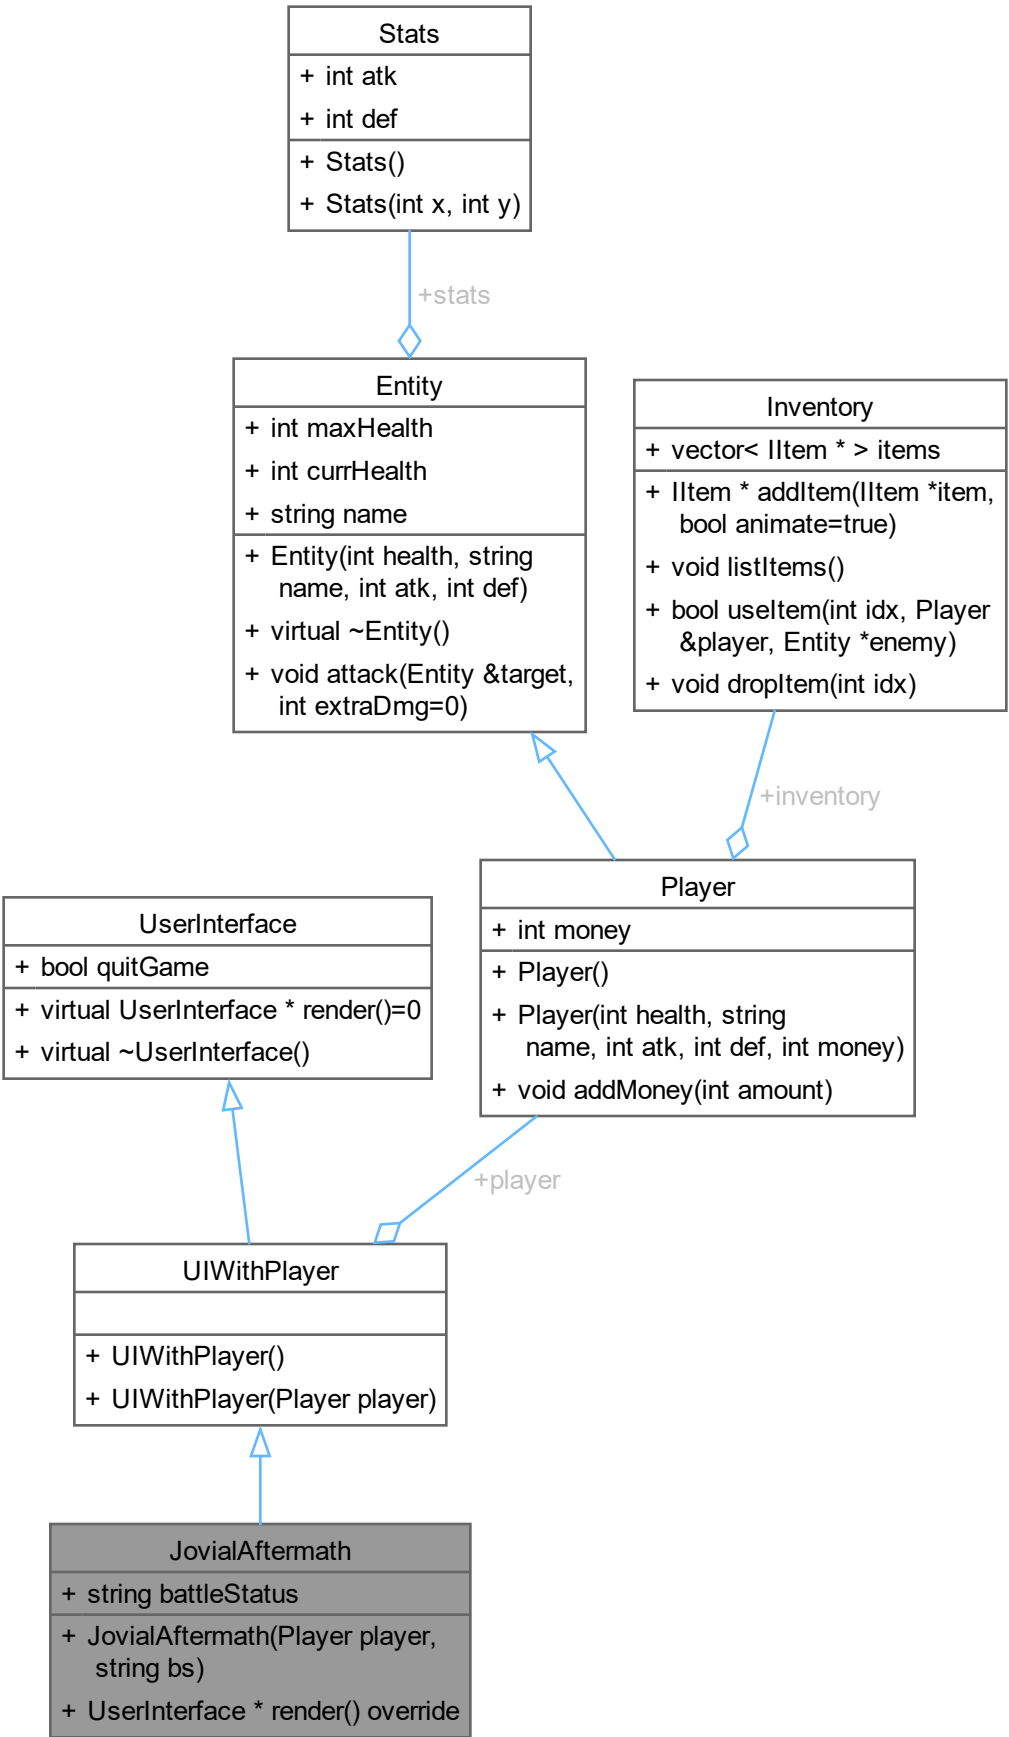 Stats
+ int atk
+ int def
+ Stats()
+ Stats(int x, int y)
+stats
Entity
+ int maxHealth
+ int currHealth
+ string name
+ Entity(int health, string
name, int atk, int def)
+ virtual ~Entity()
+ void attack(Entity &target,
int extraDmg=0)
Inventory
+ vector< IItem * > items
+ IItem * addItem(IItem *item,
bool animate=true)
+ void listItems()
+ bool useItem(int idx, Player
&player, Entity *enemy)
+ void dropItem(int idx)
+inventory
Player
+ int money
+ Player()
+ Player(int health, string
name, int atk, int def, int money)
+ void addMoney(int amount)
UserInterface
+ bool quitGame
+ virtual UserInterface * render()=0
+ virtual ~UserInterface()
+player
UIWithPlayer
+ UIWithPlayer()
+ UIWithPlayer(Player player)
JovialAftermath
+ string battleStatus
+ JovialAftermath(Player player,
string bs)
+ UserInterface * render() override